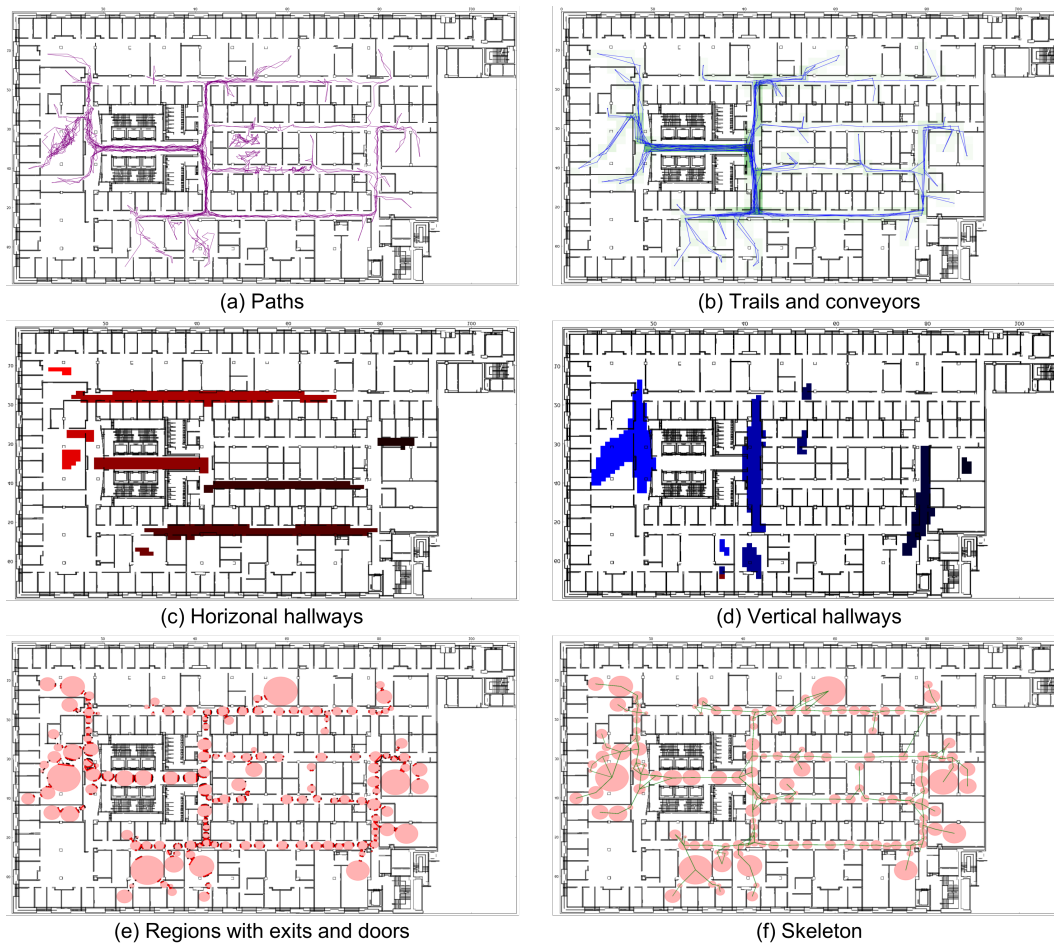 (a) Paths
(b) Trails and conveyors
(c) Horizonal hallways
(d) Vertical hallways
(e) Regions with exits and doors
(f) Skeleton